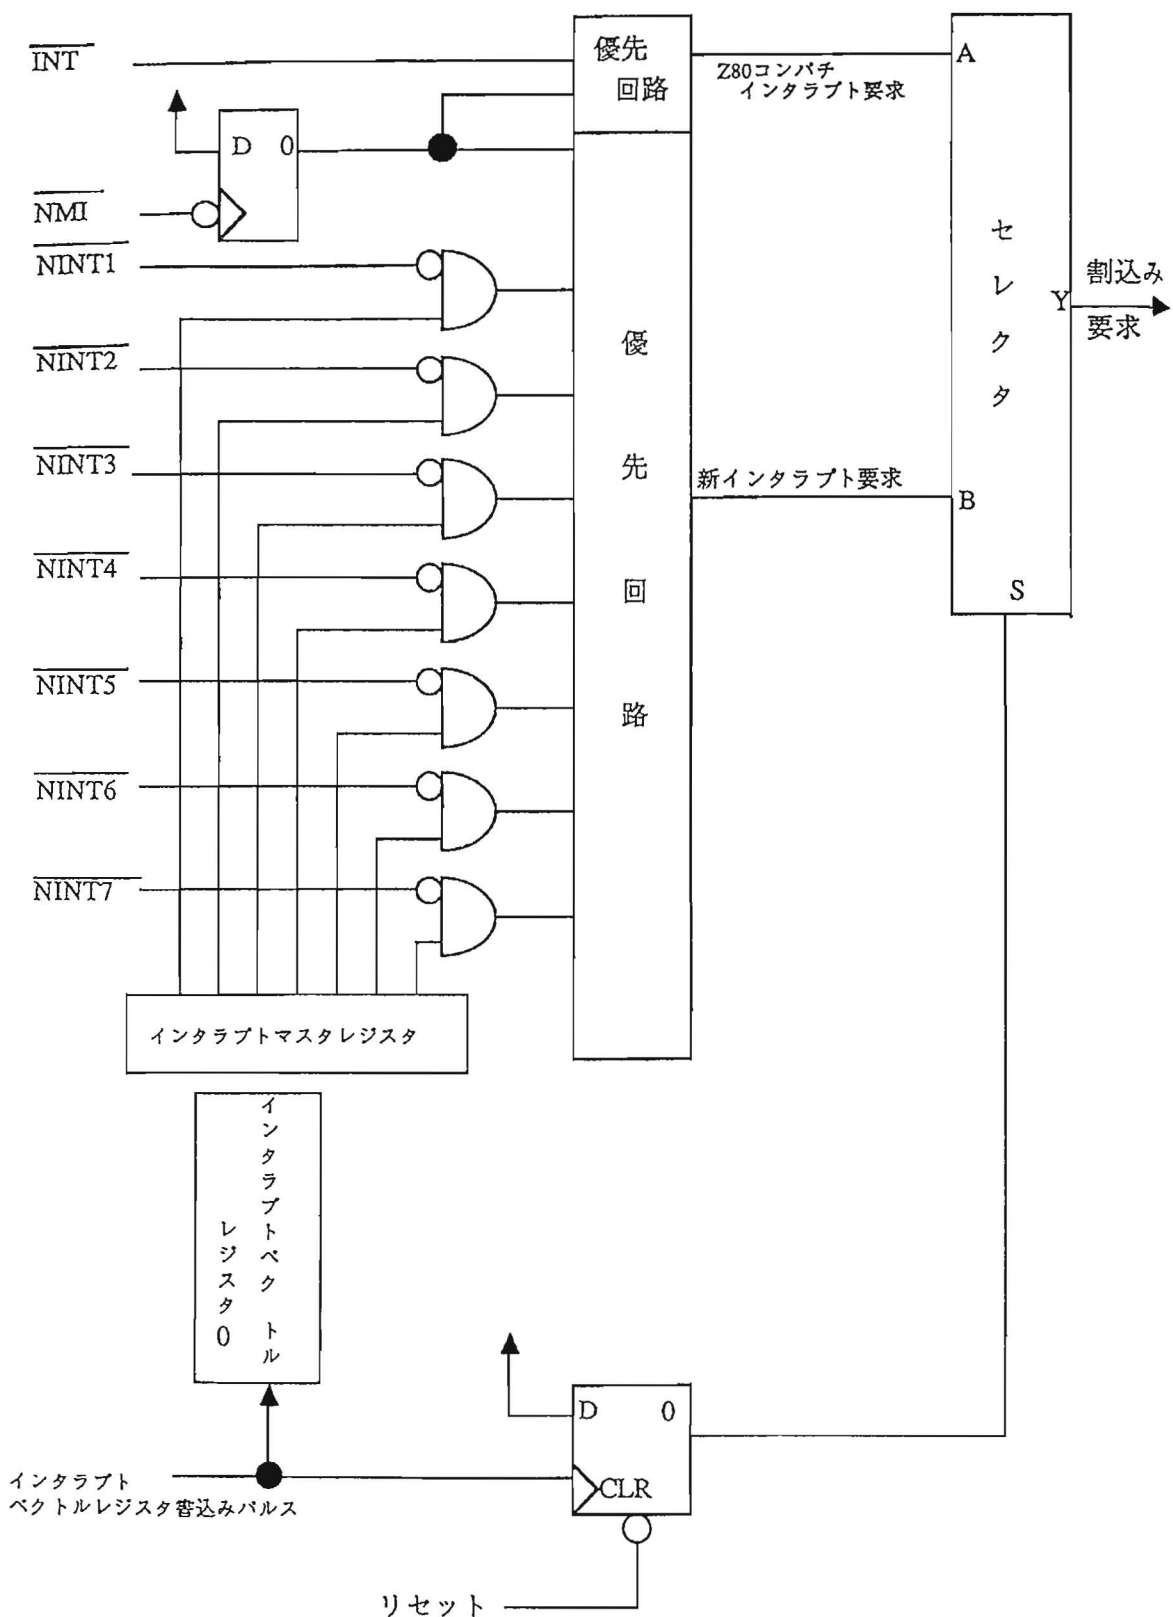 INT
優先
回路
Z80コンパチ
インタラプト要求
A
D 0
NMI
NINT1
NINT2
NINT3
NINT4
NINT5
NINT6
NINT7
優先回路
新インタラプト要求
B
セレクタ
Y
S
割込み
要求
インタラプトマスタレジスタ
インタラプトベクトル
レジスタ0
D 0
CLR
インタラプト
ベクトルレジスタ書込みパルス
リセット